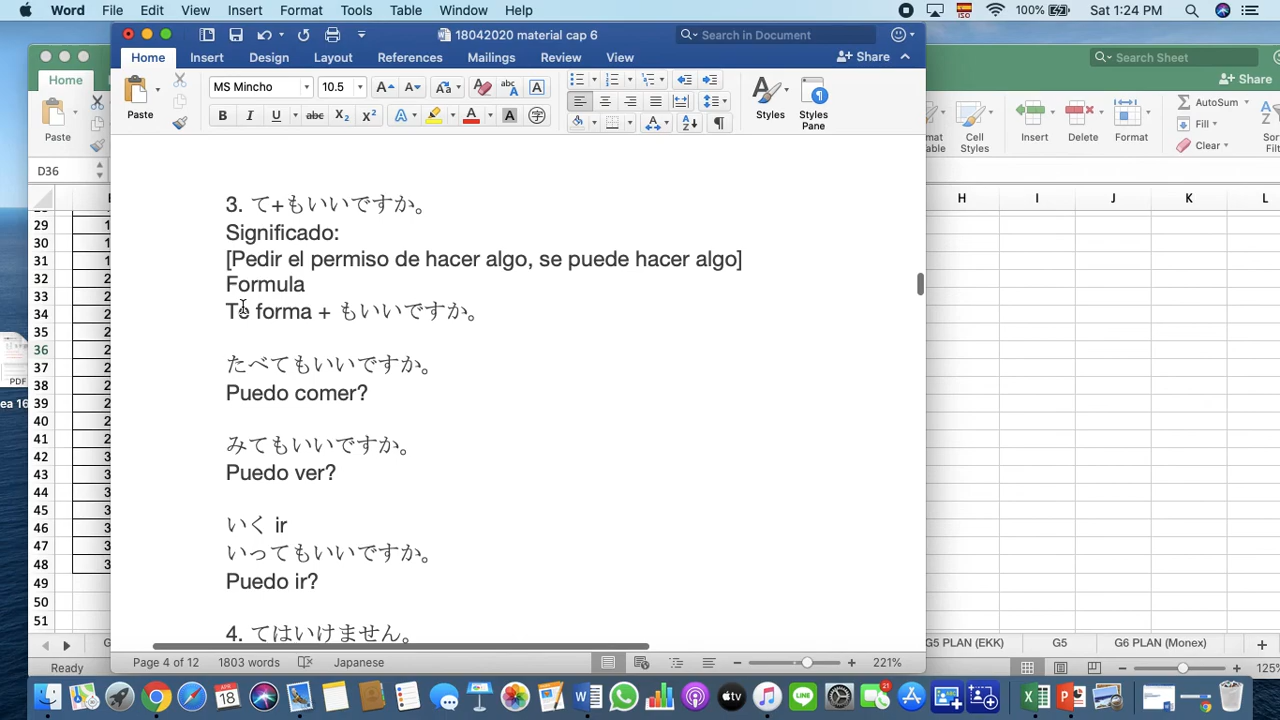 Word File Edit View Insert Format Tools Table Window Help 100% Sat 1:24 PM
18042020 material cap 6
Search in Document
Search Sheet
Home Insert Design Layout References Mailings Review View Share
Home
Share
MS Mincho 10.5
Paste
Styles
Styles Pane
Paste
Cell Styles
Insert Delete Format
AutoSum
Fill
Clear
D36
H I J K L
29
30
31
32
33
34
35
36
37
38
39
40
41
42
43
44
45
46
47
48
49
50
51
3. て+もいいですか。
Significado:
[Pedir el permiso de hacer algo, se puede hacer algo]
Formula
Te forma + もいいですか。
たべてもいいですか。
Puedo comer?
みてもいいですか。
Puedo ver?
いく ir
いってもいいですか。
Puedo ir?
4. てはいけません。
PDF
ea 16
G5 PLAN (EKK) G5 G6 PLAN (Monex)
Page 4 of 12 1803 words Japanese 221%
Ready 125%